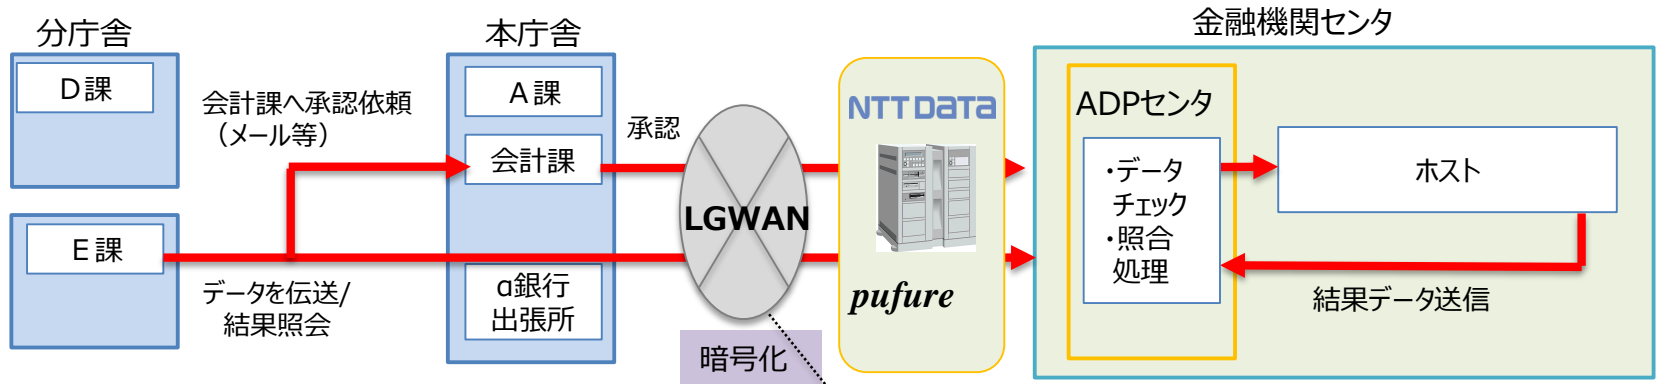 分庁舎
D課
E課
会計課へ承認依頼
（メール等）
データを伝送/
結果照会
本庁舎
A課
会計課
α銀行
出張所
承認
LGWAN
暗号化
NTT DATA
pufure
金融機関センタ
ADPセンタ
・データ
チェック
・照合
処理
ホスト
結果データ送信